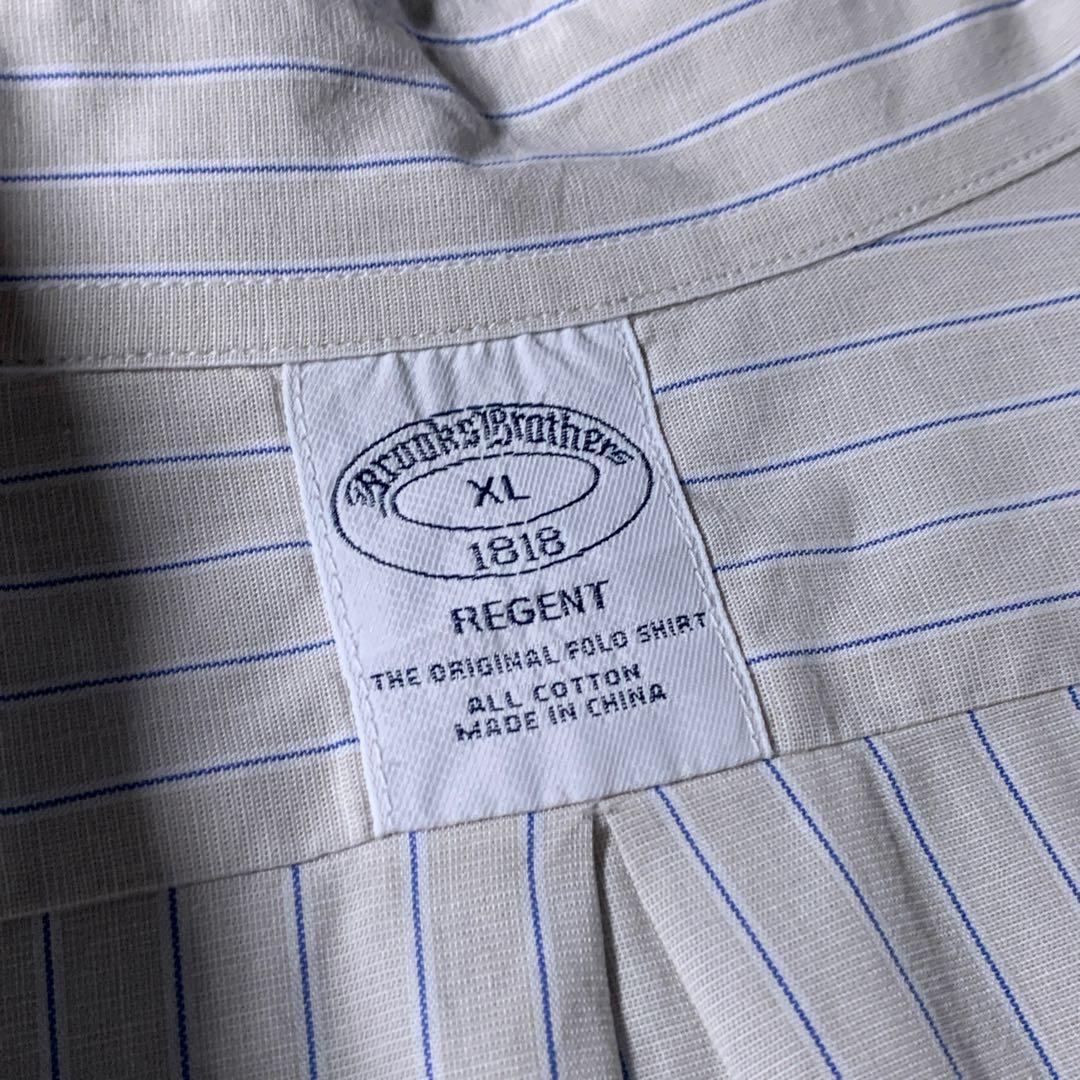 Brooks Brothers
XL
1818
REGENT
THE ORIGINAL POLO SHIRT
ALL COTTON
MADE IN CHINA